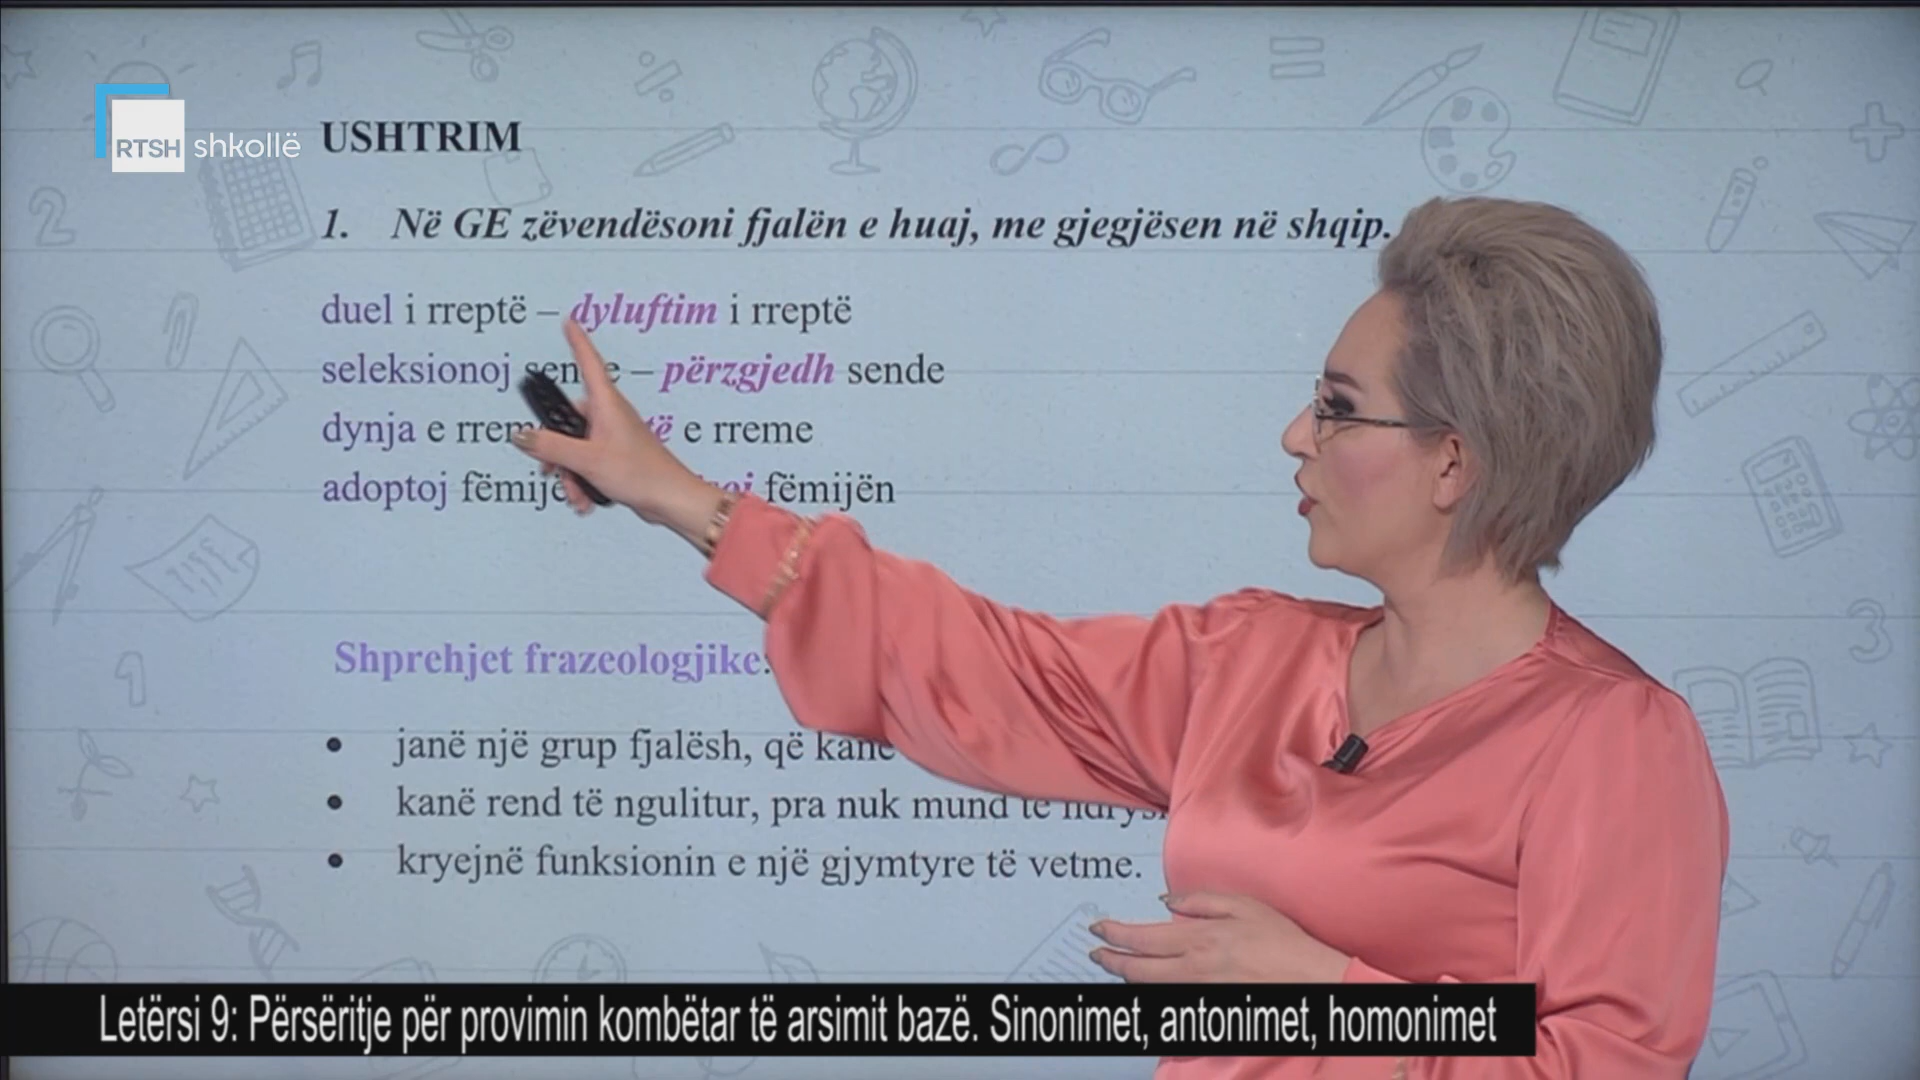 RTSH shkollë
USHTRIM
1. Në GE zëvendësoni fjalën e huaj, me gjegjësen në shqip.
duel i rreptë – dyluftim i rreptë
seleksionoj sende – përzgjedh sende
dynja e rreme e rreme
adoptoj fëmijën fëmijën
Shprehjet frazeologjike:
janë një grup fjalësh, që kanë
kanë rend të ngulitur, pra nuk mund të
kryejnë funksionin e një gjymtyre të vetme.
Letërsi 9: Përsëritje për provimin kombëtar të arsimit bazë. Sinonimet, antonimet, homonimet